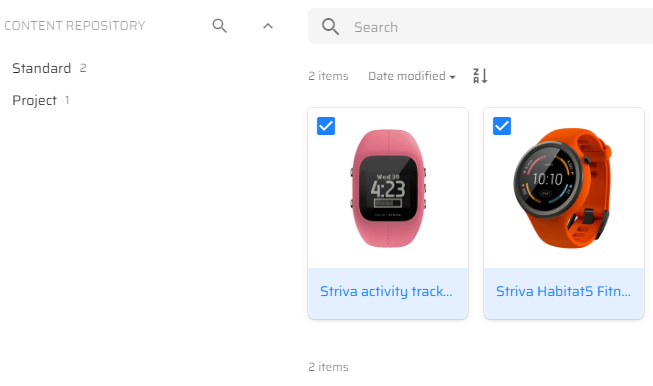 CONTENT REPOSITORY
Standard 2
Project 1
Search
2 items Date modified
Wed 30
4:23
10:10
Striva activity track...
Striva Habitat5 Fitn...
2 items